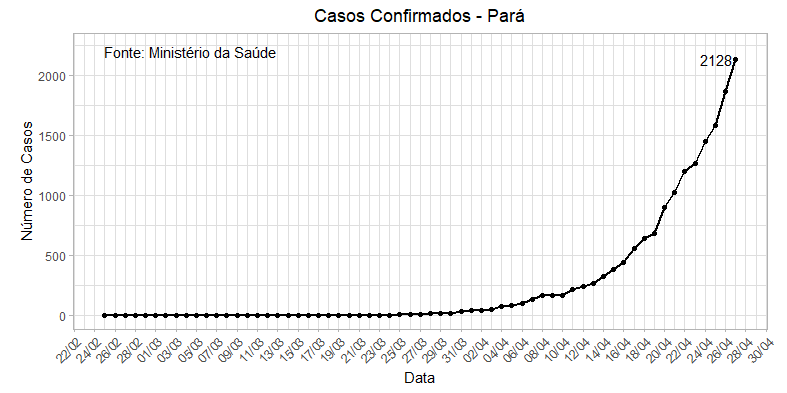 Casos Confirmados - Pará
Fonte: Ministério da Saúde
2128
Número de Casos
2000
1500
1000
500
0
22/02 24/02 26/02 28/02 01/03 03/03 05/03 07/03 09/03 11/03 13/03 15/03 17/03 19/03 21/03 23/03 25/03 27/03 29/03 31/03 02/04 04/04 06/04 08/04 10/04 12/04 14/04 16/04 18/04 20/04 22/04 24/04 26/04 28/04 30/04
Data